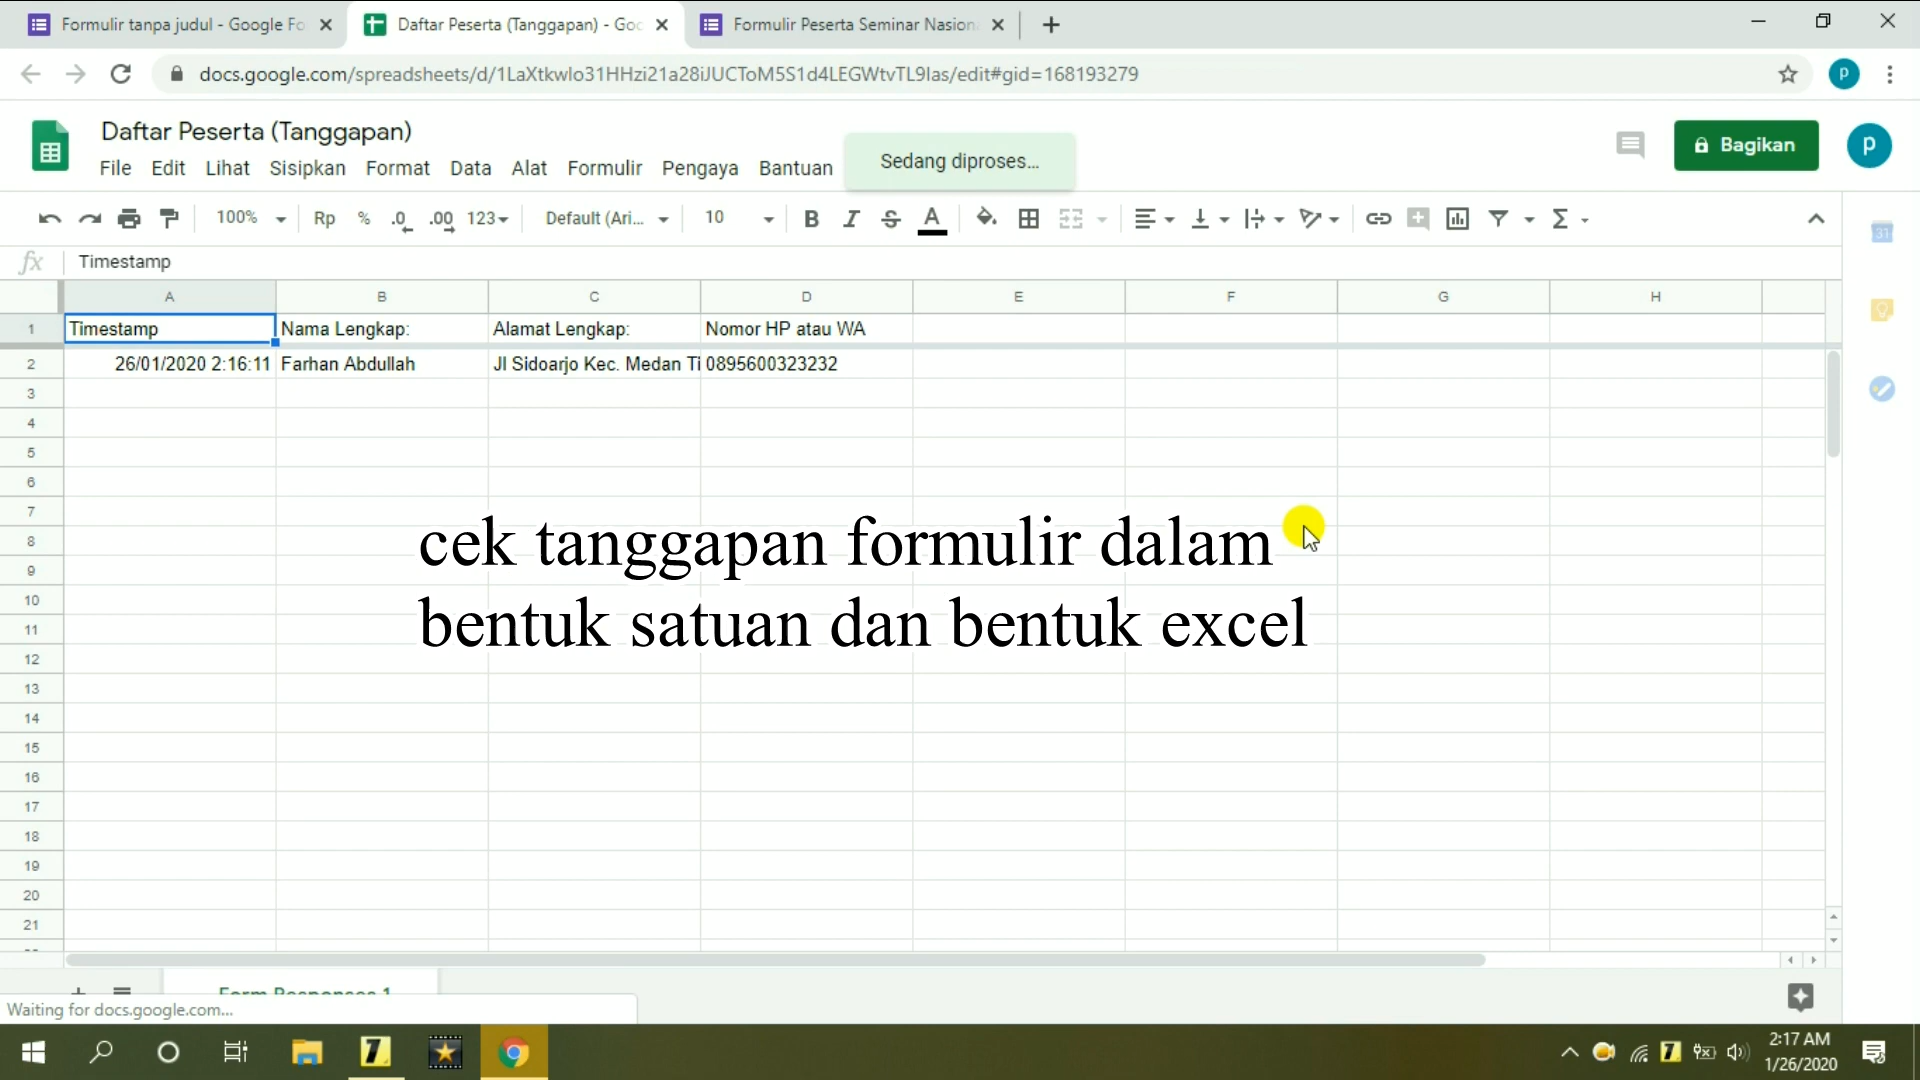 Formulir tanpa judul - Google Fo
Daftar Peserta (Tanggapan) - Goo
Formulir Peserta Seminar Nasion
docs.google.com/spreadsheets/d/1LaXtkwlo31HHzi21a28iJUCToM5S1d4LEGWtvTL9Ias/edit#gid=168193279
P
Daftar Peserta (Tanggapan)
File Edit Lihat Sisipkan Format Data Alat Formulir Pengaya Bantuan
Sedang diproses...
Bagikan
P
100% Rp % .0 .00 123 Default (Ari... 10 B I S A Σ
31
fx Timestamp
A B C D E F G H
1 Timestamp Nama Lengkap: Alamat Lengkap: Nomor HP atau WA
2 26/01/2020 2:16:11 Farhan Abdullah Jl Sidoarjo Kec. Medan Ti 0895600323232
3
4
5
6
7
8
9
10
11
12
13
14
15
16
17
18
19
20
21
cek tanggapan formulir dalam
bentuk satuan dan bentuk excel
Form Responses 1
Waiting for docs.google.com...
2:17 AM
1/26/2020